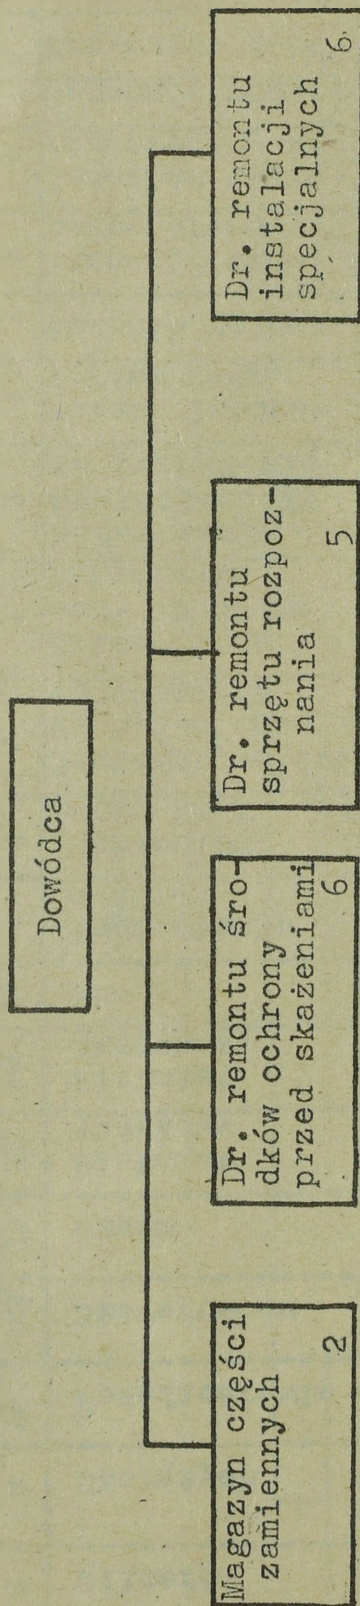 Dowódca
Magazyn części
zamiennych
2
Dr. remontu śro-
dków ochrony
przed skażeniami
6
Dr. remontu
sprzętu rozpoz-
nania
5
Dr. remontu
instalacji
specjalnych
6